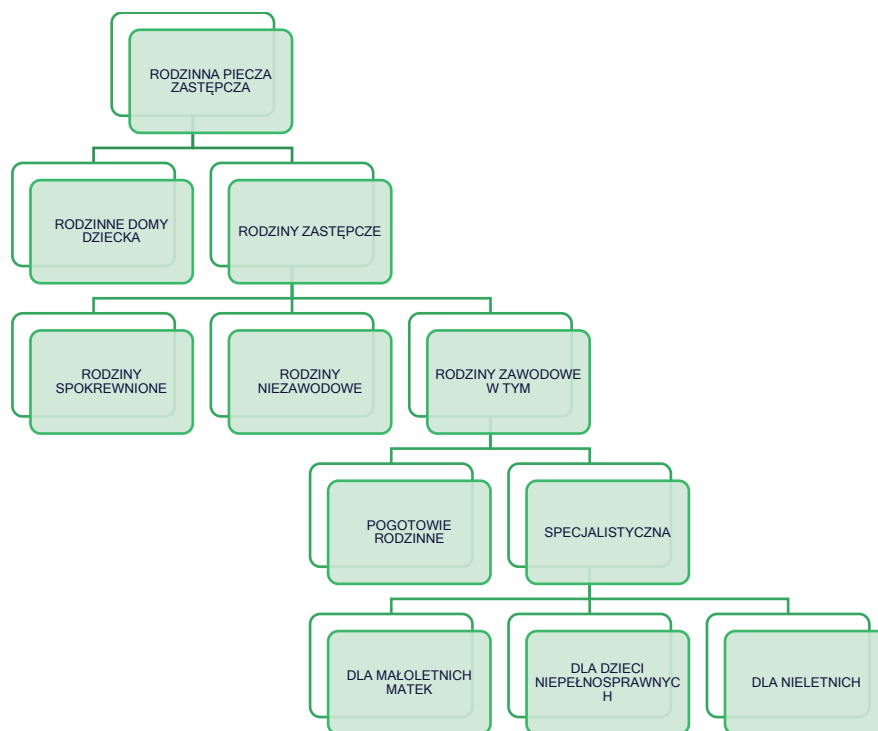 RODZINNA PIECZA
ZASTĘPCZA
RODZINNE DOMY
DZIECKA
RODZINY ZASTĘPCZE
RODZINY
SPOKREWNIONE
RODZINY
NIEZAWODOWE
RODZINY ZAWODOWE
W TYM
POGOTOWIE
RODZINNE
SPECJALISTYCZNA
DLA MAŁOLETNICH
MATEK
DLA DZIECI
NIEPEŁNOSPRAWNYC
H
DLA NIELETNICH